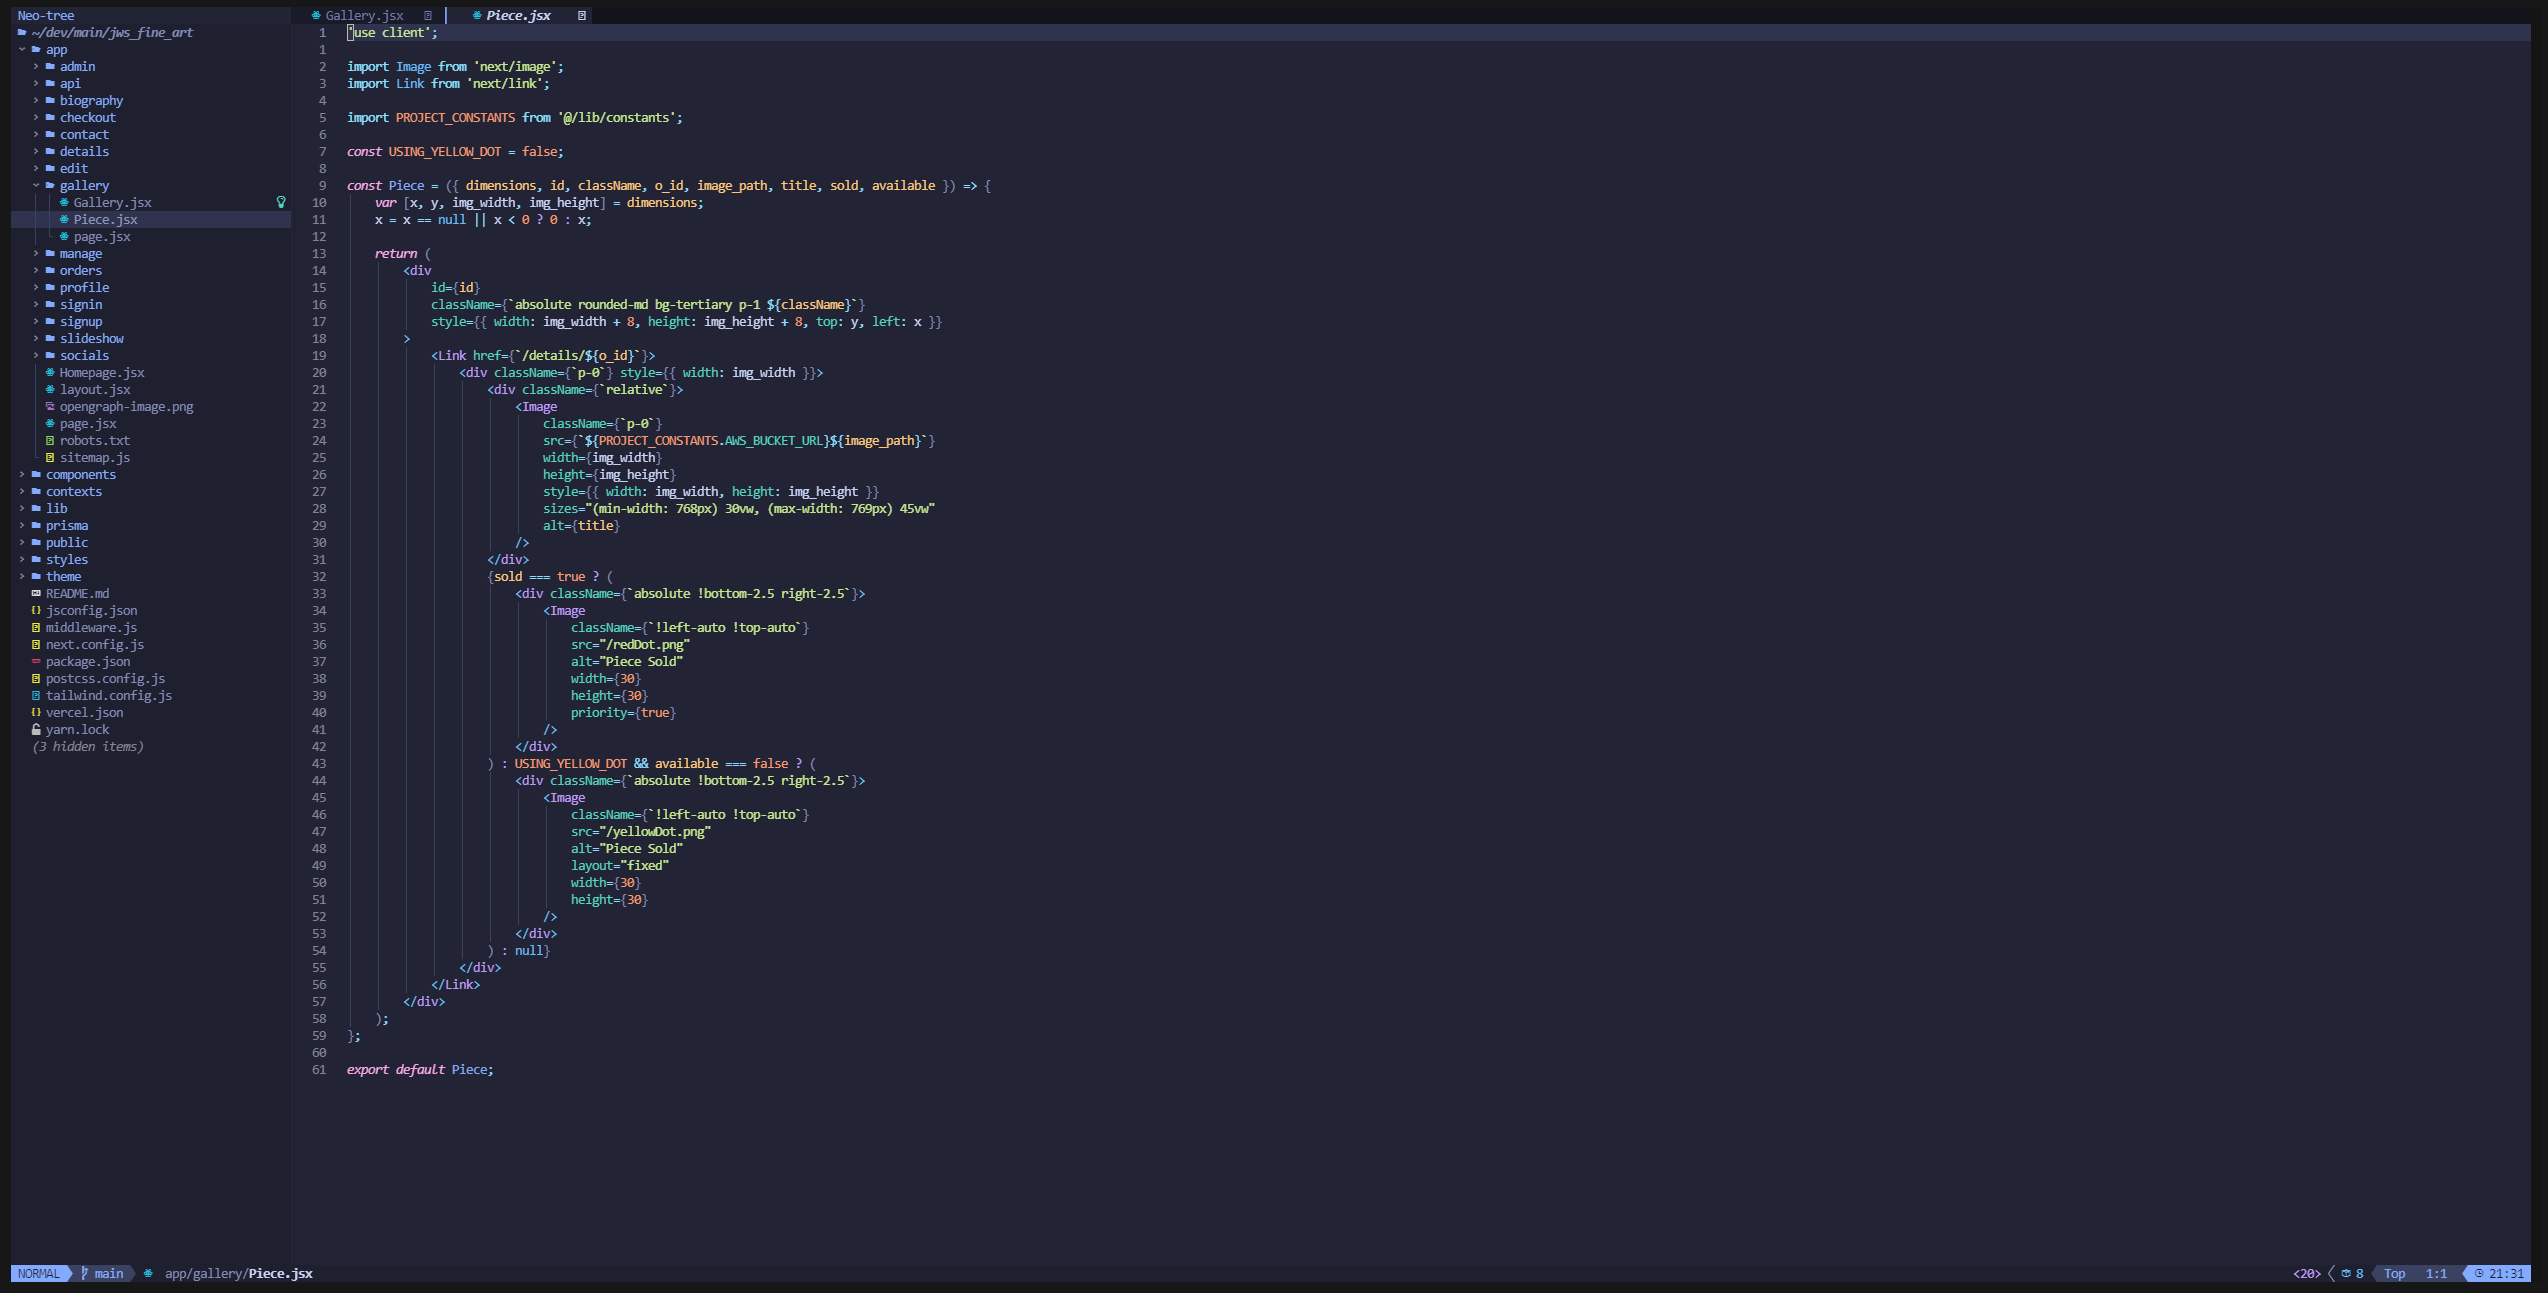 Neo-tree
~/dev/main/jws_fine_art
app
admin
api
biography
checkout
contact
details
edit
gallery
Gallery.jsx
Piece.jsx
page.jsx
manage
orders
profile
signin
signup
slideshow
socials
Homepage.jsx
layout.jsx
opengraph-image.png
page.jsx
robots.txt
sitemap.js
components
contexts
lib
prisma
public
styles
theme
README.md
jsconfig.json
middleware.js
next.config.js
package.json
postcss.config.js
tailwind.config.js
vercel.json
yarn.lock
(3 hidden items)
Gallery.jsx Piece.jsx
1 'use client';
1
2 import Image from 'next/image';
3 import Link from 'next/link';
4
5 import PROJECT_CONSTANTS from '@/lib/constants';
6
7 const USING_YELLOW_DOT = false;
8
9 const Piece = ({ dimensions, id, className, o_id, image_path, title, sold, available }) => {
10 var [x, y, img_width, img_height] = dimensions;
11 x = x == null || x < 0 ? 0 : x;
12
13 return (
14 <div
15 id={id}
16 className={`absolute rounded-md bg-tertiary p-1 ${className}`}
17 style={{ width: img_width + 8, height: img_height + 8, top: y, left: x }}
18 >
19 <Link href={`/details/${o_id}`}>
20 <div className={`p-0`} style={{ width: img_width }}>
21 <div className={`relative`}>
22 <Image
23 className={`p-0`}
24 src={`${PROJECT_CONSTANTS.AWS_BUCKET_URL}${image_path}`}
25 width={img_width}
26 height={img_height}
27 style={{ width: img_width, height: img_height }}
28 sizes="(min-width: 768px) 30vw, (max-width: 769px) 45vw"
29 alt={title}
30 />
31 </div>
32 {sold === true ? (
33 <div className={`absolute !bottom-2.5 right-2.5`}>
34 <Image
35 className={`!left-auto !top-auto`}
36 src="/redDot.png"
37 alt="Piece Sold"
38 width={30}
39 height={30}
40 priority={true}
41 />
42 </div>
43 ) : USING_YELLOW_DOT && available === false ? (
44 <div className={`absolute !bottom-2.5 right-2.5`}>
45 <Image
46 className={`!left-auto !top-auto`}
47 src="/yellowDot.png"
48 alt="Piece Sold"
49 layout="fixed"
50 width={30}
51 height={30}
52 />
53 </div>
54 ) : null}
55 </div>
56 </Link>
57 </div>
58 );
59 };
60
61 export default Piece;
NORMAL main app/gallery/Piece.jsx <20> 8 Top 1:1 21:31